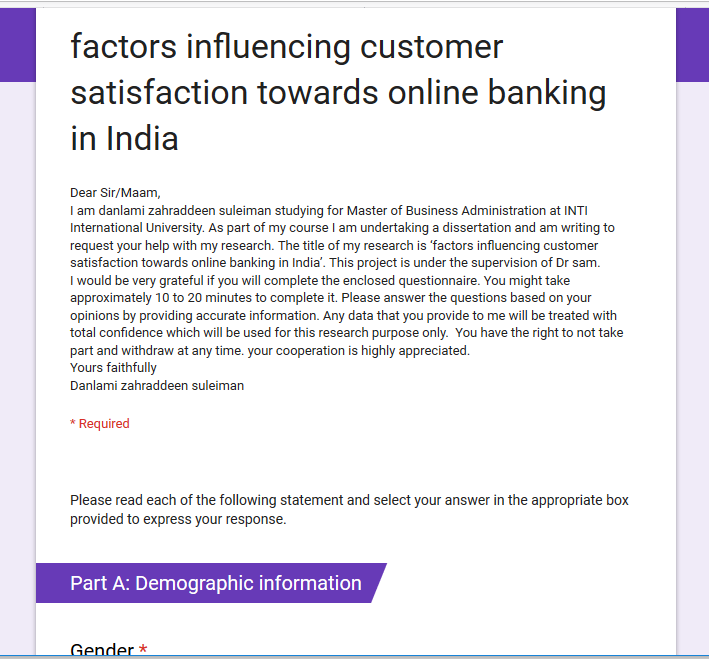 factors influencing customer
satisfaction towards online banking
in India
Dear Sir/Maam,
I am danlami zahraddeen suleiman studying for Master of Business Administration at INTI
International University. As part of my course I am undertaking a dissertation and am writing to
request your help with my research. The title of my research is ‘factors influencing customer
satisfaction towards online banking in India’. This project is under the supervision of Dr sam.
I would be very grateful if you will complete the enclosed questionnaire. You might take
approximately 10 to 20 minutes to complete it. Please answer the questions based on your
opinions by providing accurate information. Any data that you provide to me will be treated with
total confidence which will be used for this research purpose only.  You have the right to not take
part and withdraw at any time. your cooperation is highly appreciated.
Yours faithfully
Danlami zahraddeen suleiman
* Required
Please read each of the following statement and select your answer in the appropriate box
provided to express your response.
Part A: Demographic information
Gender *